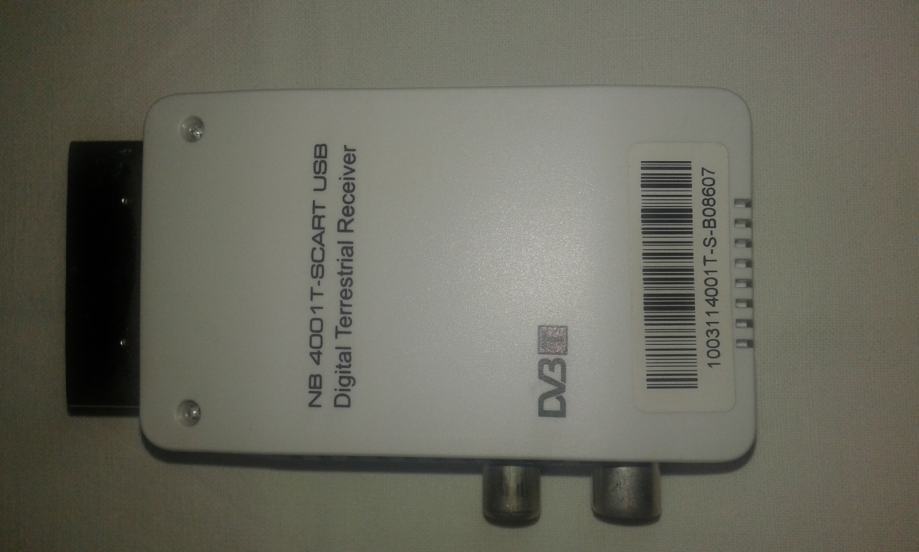 NB 4001T-SCART USB
Digital Terrestrial Receiver
DVB
1003114001T-S-B08607